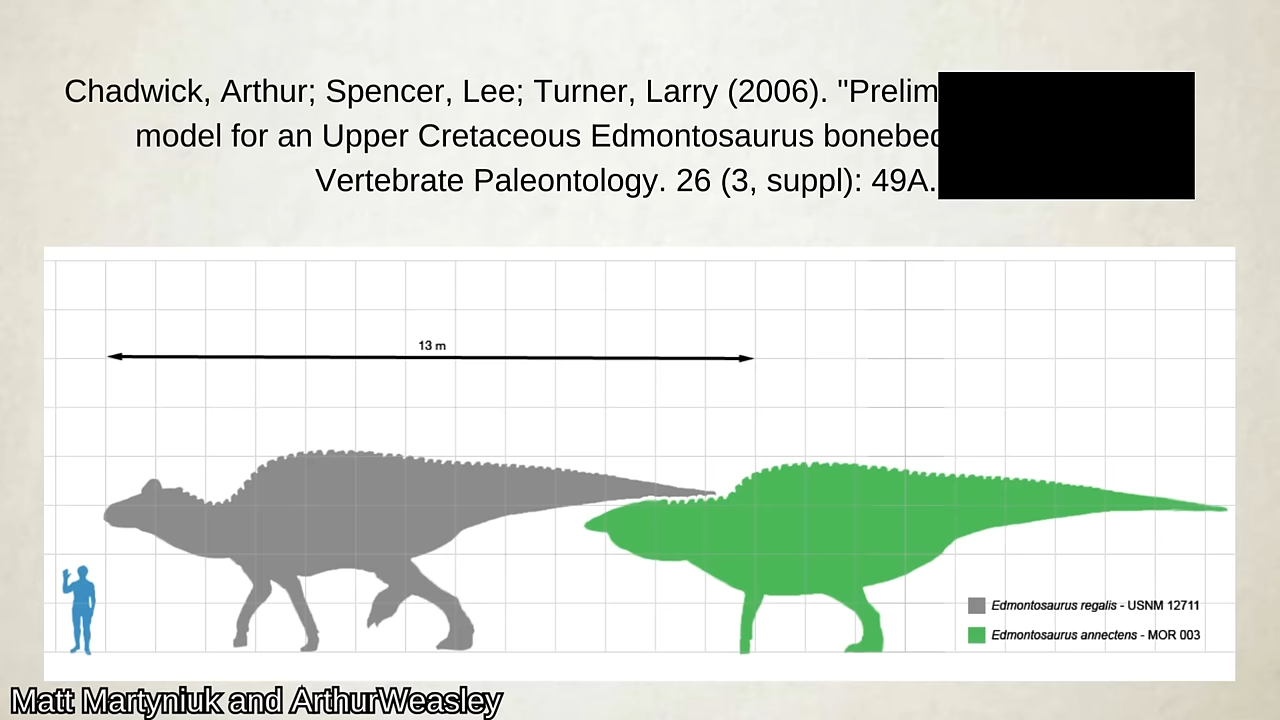 Chadwick, Arthur; Spencer, Lee; Turner, Larry (2006). "Prelim
model for an Upper Cretaceous Edmontosaurus bonebed
Vertebrate Paleontology. 26 (3, suppl): 49A.
13 m
Edmontosaurus regalis - USNM 12711
Edmontosaurus annectens - MOR 003
Matt Martyniuk and ArthurWeasley